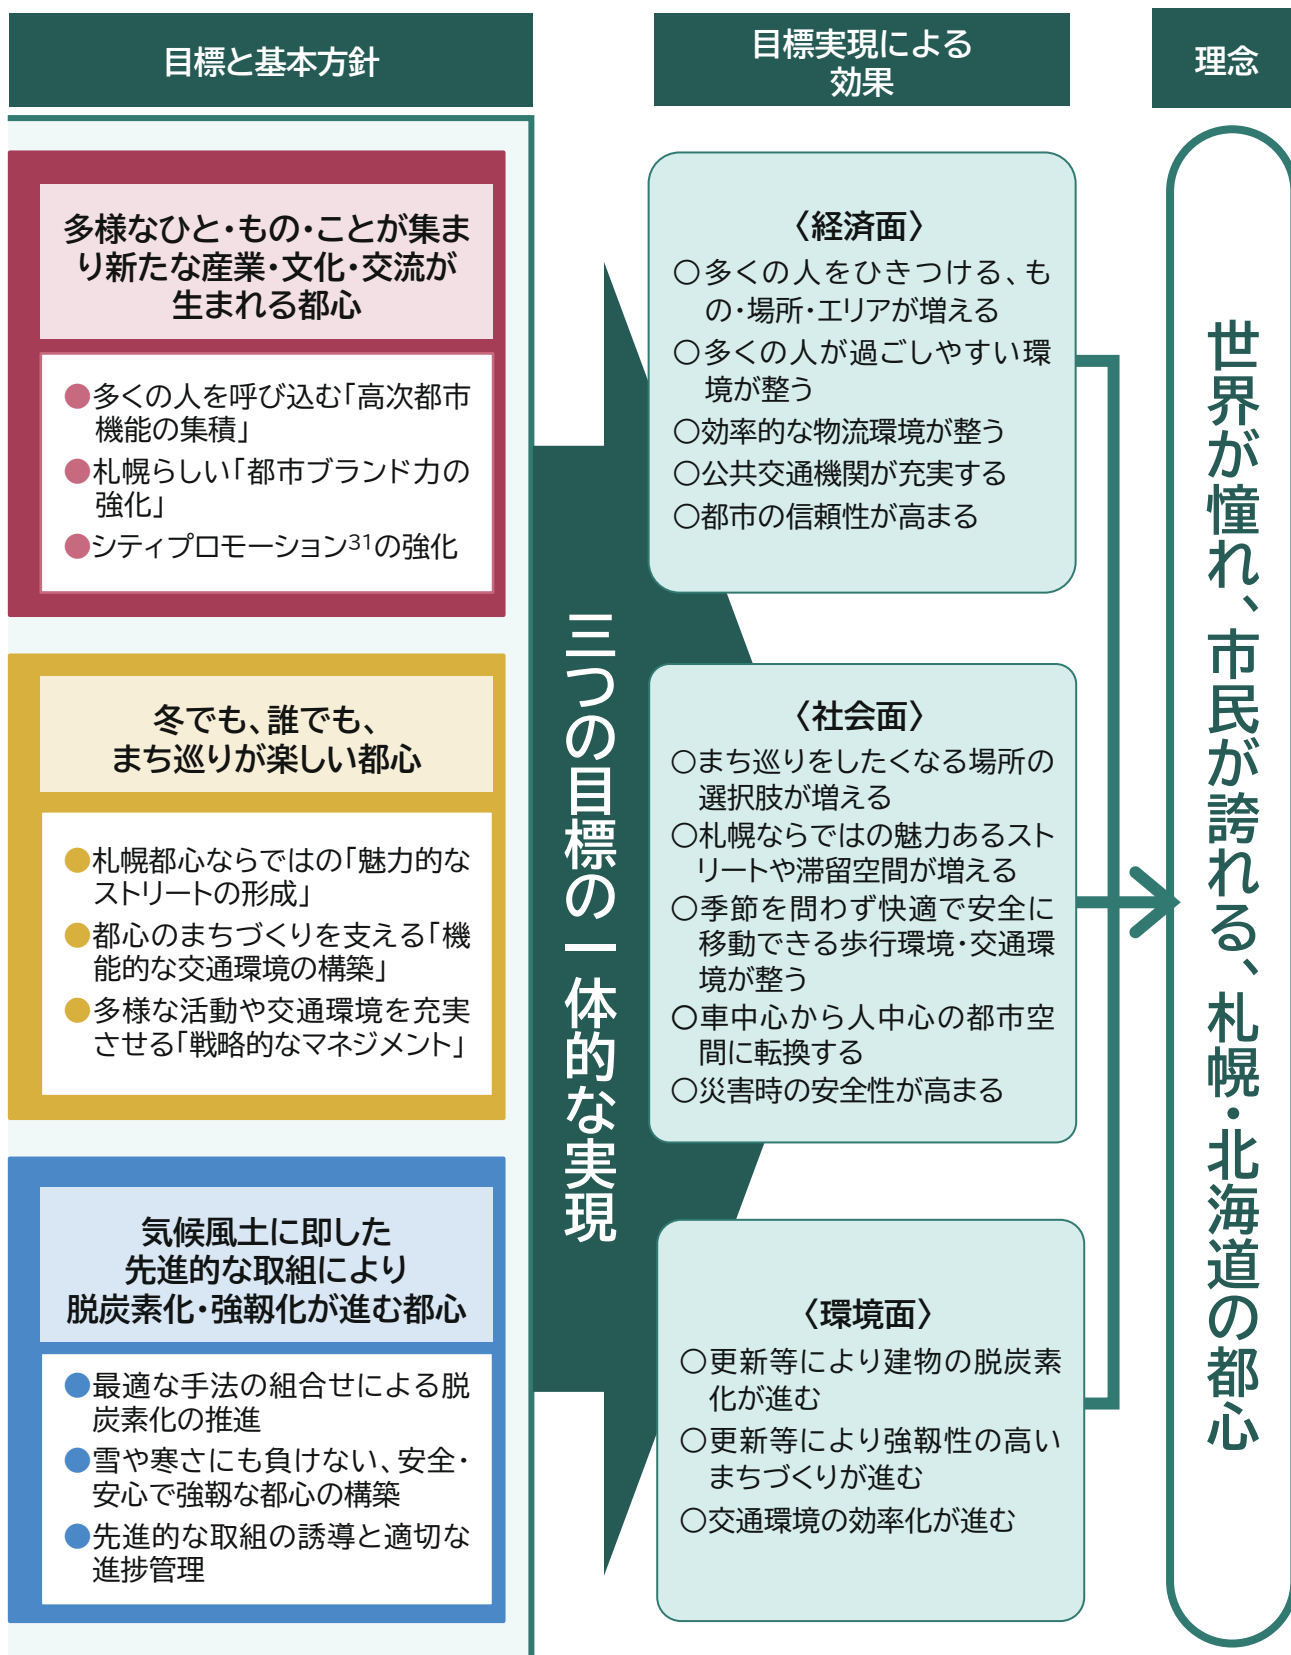 目標と基本方針
多様なひと・もの・ことが集ま
り新たな産業・文化・交流が
生まれる都心
●多くの人を呼び込む「高次都市
機能の集積」
●札幌らしい「都市ブランド力の
強化」
●シティプロモーション31の強化
冬でも、誰でも、
まち巡りが楽しい都心
●札幌都心ならではの「魅力的な
ストリートの形成」
●都心のまちづくりを支える「機
能的な交通環境の構築」
●多様な活動や交通環境を充実
させる「戦略的なマネジメント」
気候風土に即した
先進的な取組により
脱炭素化・強靱化が進む都心
●最適な手法の組合せによる脱
炭素化の推進
●雪や寒さにも負けない、安全・
安心で強靱な都心の構築
●先進的な取組の誘導と適切な
進捗管理
三つの目標の一体的な実現
目標実現による
効果
〈経済面〉
○多くの人をひきつける、も
の・場所・エリアが増える
○多くの人が過ごしやすい環
境が整う
○効率的な物流環境が整う
○公共交通機関が充実する
○都市の信頼性が高まる
〈社会面〉
○まち巡りをしたくなる場所の
選択肢が増える
○札幌ならではの魅力あるスト
リートや滞留空間が増える
○季節を問わず快適で安全に
移動できる歩行環境・交通環
境が整う
○車中心から人中心の都市空
間に転換する
○災害時の安全性が高まる
〈環境面〉
○更新等により建物の脱炭素
化が進む
○更新等により強靱性の高い
まちづくりが進む
○交通環境の効率化が進む
理念
世界が憧れ、市民が誇れる、札幌・北海道の都心